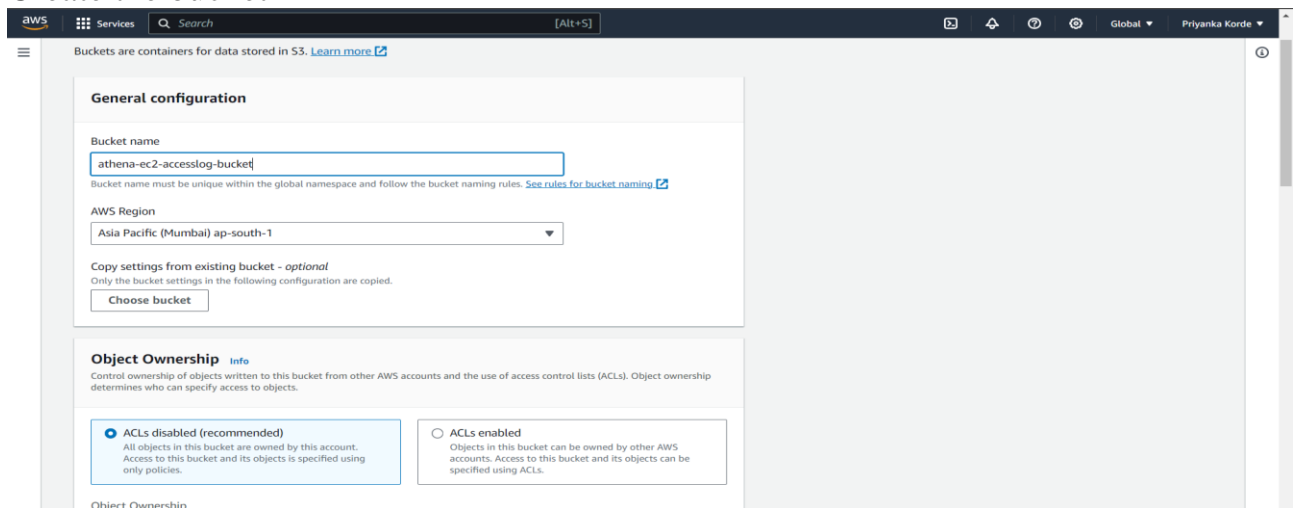 aws
Services
Search
[Alt+S]
Global
Priyanka Korde
Buckets are containers for data stored in S3. Learn more
General configuration
Bucket name
athena-ec2-accesslog-bucket
Bucket name must be unique within the global namespace and follow the bucket naming rules. See rules for bucket naming
AWS Region
Asia Pacific (Mumbai) ap-south-1
Copy settings from existing bucket - optional
Only the bucket settings in the following configuration are copied.
Choose bucket
Object Ownership Info
Control ownership of objects written to this bucket from other AWS accounts and the use of access control lists (ACLs). Object ownership
determines who can specify access to objects.
ACLs disabled (recommended)
All objects in this bucket are owned by this account.
Access to this bucket and its objects is specified using
only policies.
ACLs enabled
Objects in this bucket can be owned by other AWS
accounts. Access to this bucket and its objects can be
specified using ACLs.
Object Ownership